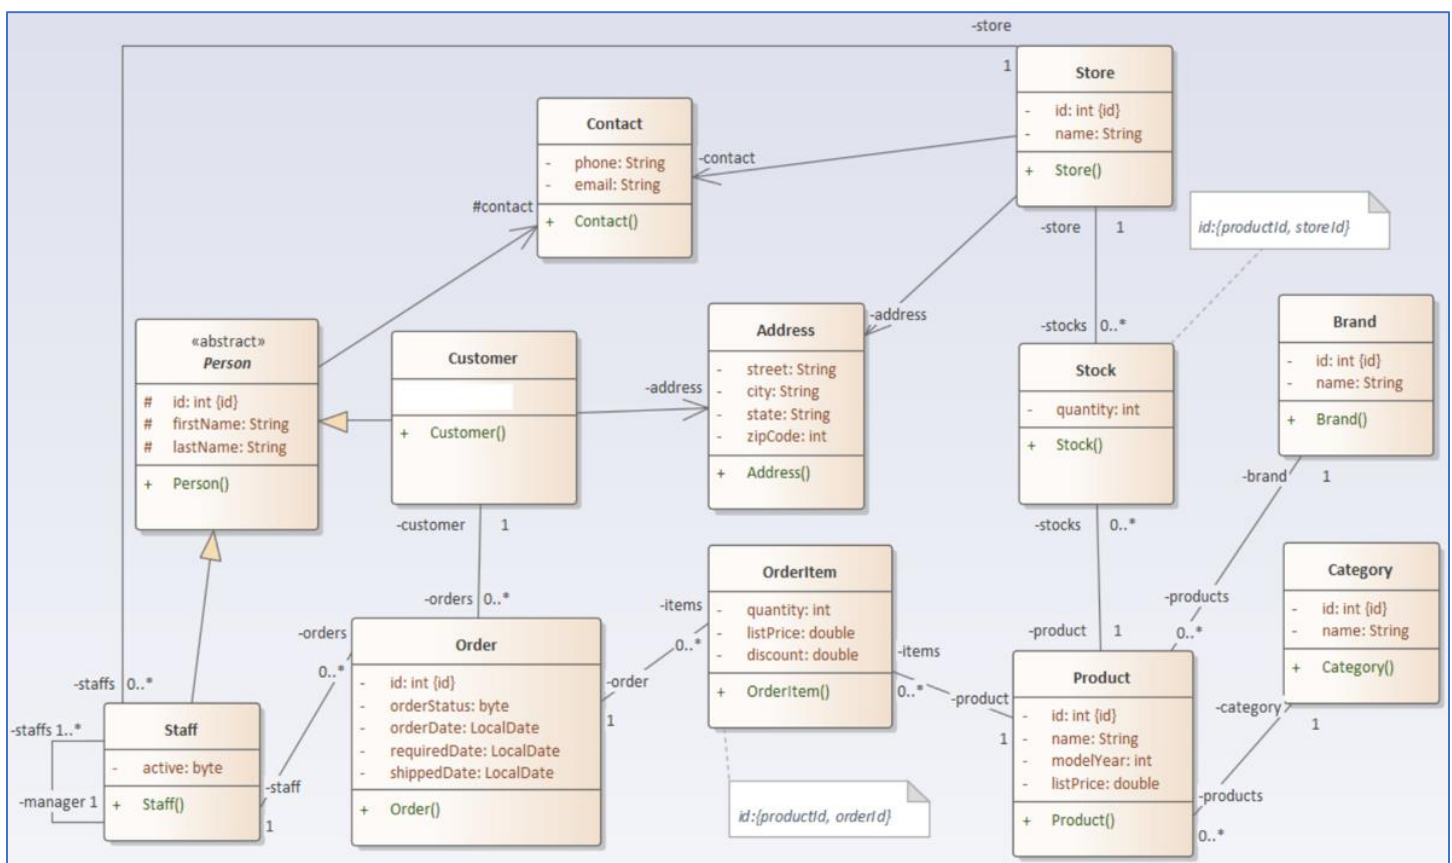 -store
1
Store
- id: int {id}
- name: String
+ Store()
Contact
- phone: String
- email: String
+ Contact()
-contact
#contact
-store 1
id:{productId, storeId}
-address
-stocks 0..*
«abstract»
Person
# id: int {id}
# firstName: String
# lastName: String
+ Person()
Customer
+ Customer()
-address
Address
- street: String
- city: String
- state: String
- zipCode: int
+ Address()
Stock
- quantity: int
+ Stock()
Brand
- id: int {id}
- name: String
+ Brand()
-brand 1
-customer 1
-stocks 0..*
-orders 0..*
-orders
0..*
Order
- id: int {id}
- orderStatus: byte
- orderDate: LocalDate
- requiredDate: LocalDate
- shippedDate: LocalDate
+ Order()
-items
0..*
OrderItem
- quantity: int
- listPrice: double
- discount: double
+ OrderItem()
-order
1
-items
0..*
-product 1
-products
0..*
Category
- id: int {id}
- name: String
+ Category()
-category
1
-product
1
Product
- id: int {id}
- name: String
- modelYear: int
- listPrice: double
+ Product()
-products
0..*
-staffs 0..*
-staffs 1..*
Staff
- active: byte
+ Staff()
-manager 1
-staff
1
id:{productId, orderId}